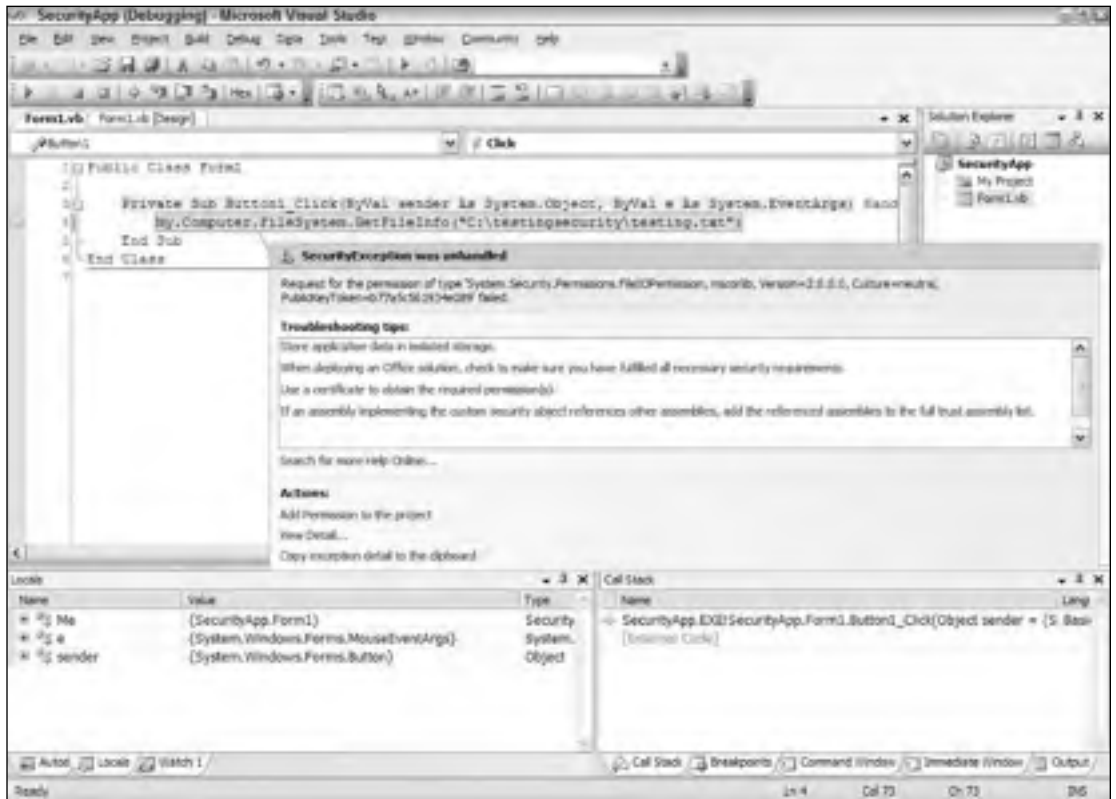 SecurityApp (Debugging) - Microsoft Visual Studio
File Edit View Project Build Debug Data Tools Test Window Community Help
Hex
Form1.vb Form1.vb [Design]
Button1
Click
Public Class Form1
Private Sub Button1_Click(ByVal sender As System.Object, ByVal e As System.EventArgs) Hand
My.Computer.FileSystem.GetFileInfo("C:\testingsecurity\testing.txt")
End Sub
End Class
Solution Explorer
SecurityApp
My Project
Form1.vb
SecurityException was unhandled
Request for the permission of type 'System.Security.Permissions.FileIOPermission, mscorlib, Version=2.0.0.0, Culture=neutral,
PublicKeyToken=b77a5c561934e089' failed.
Troubleshooting tips:
Store application data in isolated storage.
When deploying an Office solution, check to make sure you have fulfilled all necessary security requirements.
Use a certificate to obtain the required permission(s).
If an assembly implementing the custom security object references other assemblies, add the referenced assemblies to the full trust assembly list.
Search for more Help Online...
Actions:
Add Permission to the project
View Detail...
Copy exception detail to the clipboard
Locals
Name Value Type
Me {SecurityApp.Form1} Security
e {System.Windows.Forms.MouseEventArgs} System.
sender {System.Windows.Forms.Button} Object
Autos Locals Watch 1
Call Stack
Name Lang
SecurityApp.EXE!SecurityApp.Form1.Button1_Click(Object sender = {S Basic
[External Code]
Call Stack Breakpoints Command Window Immediate Window Output
Ready Ln 4 Col 73 Ch 73 INS